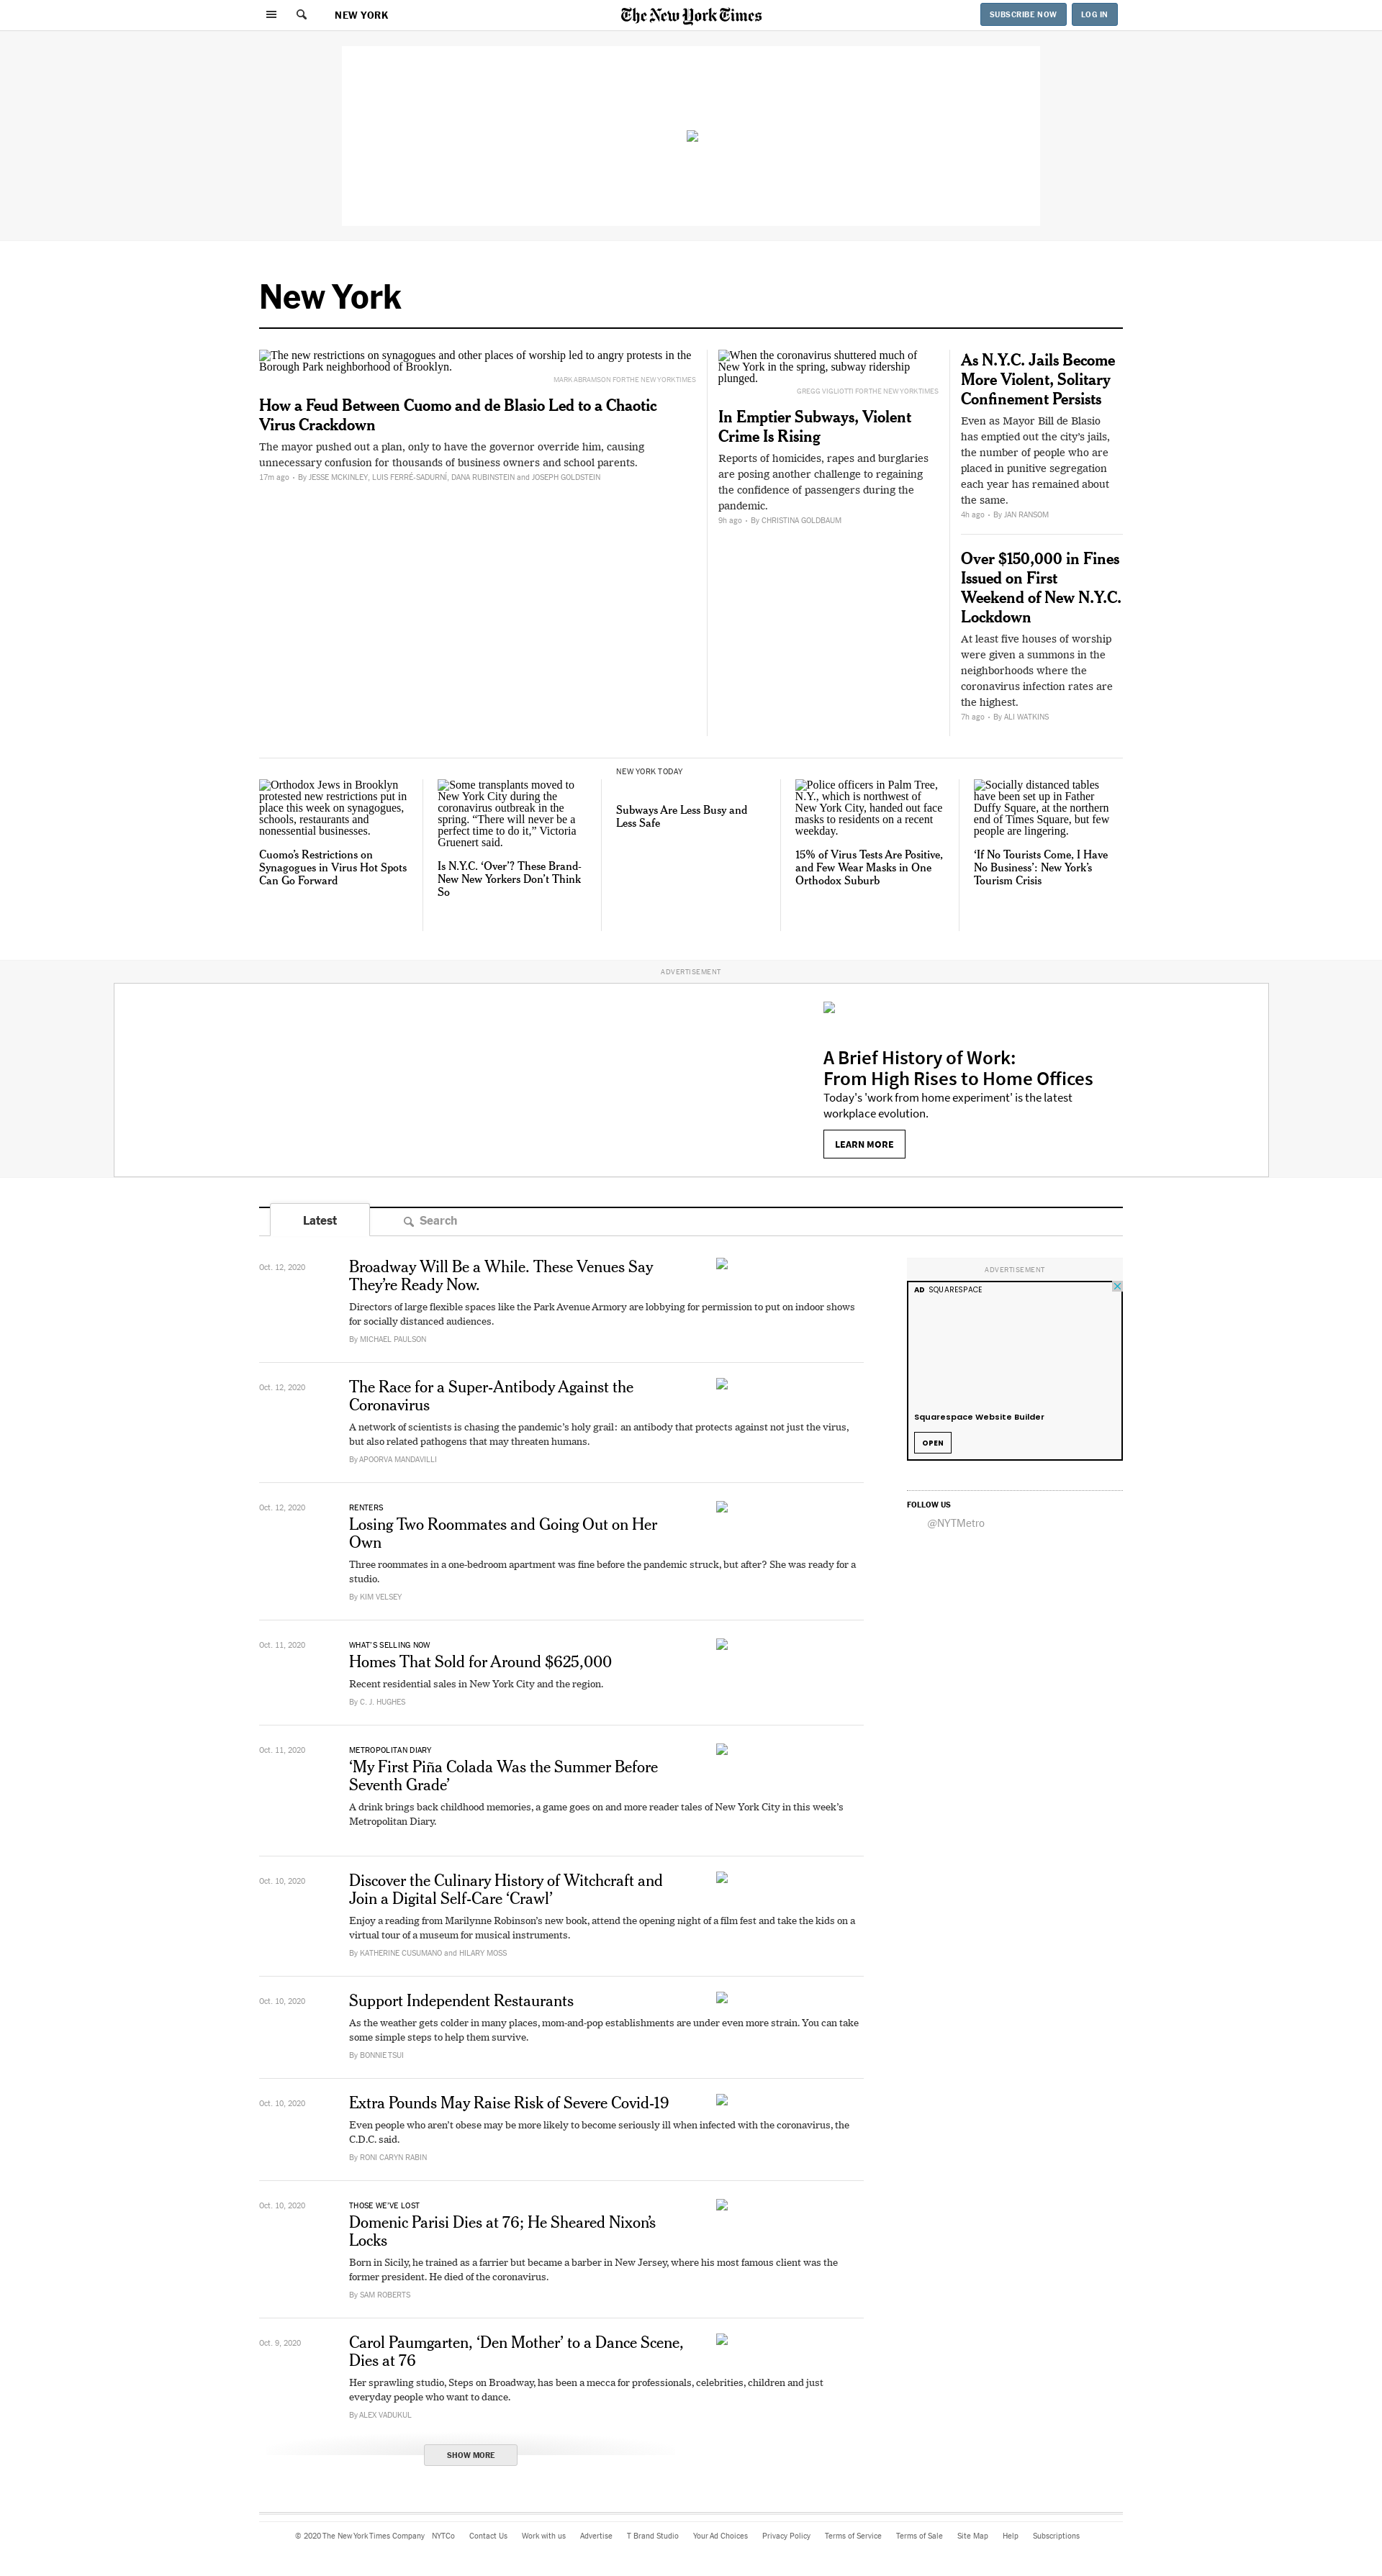 NEW YORK
The New York Times
SUBSCRIBE NOW
LOG IN
New York
The new restrictions on synagogues and other places of worship led to angry protests in the
Borough Park neighborhood of Brooklyn.
MARK ABRAMSON FOR THE NEW YORK TIMES
How a Feud Between Cuomo and de Blasio Led to a Chaotic
Virus Crackdown
The mayor pushed out a plan, only to have the governor override him, causing
unnecessary confusion for thousands of business owners and school parents.
17m ago • By JESSE MCKINLEY, LUIS FERRÉ-SADURNÍ, DANA RUBINSTEIN and JOSEPH GOLDSTEIN
When the coronavirus shuttered much of
New York in the spring, subway ridership
plunged.
GREGG VIGLIOTTI FOR THE NEW YORK TIMES
In Emptier Subways, Violent
Crime Is Rising
Reports of homicides, rapes and burglaries
are posing another challenge to regaining
the confidence of passengers during the
pandemic.
9h ago • By CHRISTINA GOLDBAUM
As N.Y.C. Jails Become
More Violent, Solitary
Confinement Persists
Even as Mayor Bill de Blasio
has emptied out the city’s jails,
the number of people who are
placed in punitive segregation
each year has remained about
the same.
4h ago • By JAN RANSOM
Over $150,000 in Fines
Issued on First
Weekend of New N.Y.C.
Lockdown
At least five houses of worship
were given a summons in the
neighborhoods where the
coronavirus infection rates are
the highest.
7h ago • By ALI WATKINS
Orthodox Jews in Brooklyn
protested new restrictions put in
place this week on synagogues,
schools, restaurants and
nonessential businesses.
Cuomo’s Restrictions on
Synagogues in Virus Hot Spots
Can Go Forward
Some transplants moved to
New York City during the
coronavirus outbreak in the
spring. “There will never be a
perfect time to do it,” Victoria
Gruenert said.
Is N.Y.C. ‘Over’? These Brand-
New New Yorkers Don’t Think
So
NEW YORK TODAY
Subways Are Less Busy and
Less Safe
Police officers in Palm Tree,
N.Y., which is northwest of
New York City, handed out face
masks to residents on a recent
weekday.
15% of Virus Tests Are Positive,
and Few Wear Masks in One
Orthodox Suburb
Socially distanced tables
have been set up in Father
Duffy Square, at the northern
end of Times Square, but few
people are lingering.
‘If No Tourists Come, I Have
No Business’: New York’s
Tourism Crisis
ADVERTISEMENT
A Brief History of Work:
From High Rises to Home Offices
Today's 'work from home experiment' is the latest
workplace evolution.
LEARN MORE
Latest
Search
Oct. 12, 2020
Broadway Will Be a While. These Venues Say
They’re Ready Now.
Directors of large flexible spaces like the Park Avenue Armory are lobbying for permission to put on indoor shows
for socially distanced audiences.
By MICHAEL PAULSON
Oct. 12, 2020
The Race for a Super-Antibody Against the
Coronavirus
A network of scientists is chasing the pandemic’s holy grail: an antibody that protects against not just the virus,
but also related pathogens that may threaten humans.
By APOORVA MANDAVILLI
Oct. 12, 2020
RENTERS
Losing Two Roommates and Going Out on Her
Own
Three roommates in a one-bedroom apartment was fine before the pandemic struck, but after? She was ready for a
studio.
By KIM VELSEY
Oct. 11, 2020
WHAT’S SELLING NOW
Homes That Sold for Around $625,000
Recent residential sales in New York City and the region.
By C. J. HUGHES
Oct. 11, 2020
METROPOLITAN DIARY
‘My First Piña Colada Was the Summer Before
Seventh Grade’
A drink brings back childhood memories, a game goes on and more reader tales of New York City in this week’s
Metropolitan Diary.
Oct. 10, 2020
Discover the Culinary History of Witchcraft and
Join a Digital Self-Care ‘Crawl’
Enjoy a reading from Marilynne Robinson’s new book, attend the opening night of a film fest and take the kids on a
virtual tour of a museum for musical instruments.
By KATHERINE CUSUMANO and HILARY MOSS
Oct. 10, 2020
Support Independent Restaurants
As the weather gets colder in many places, mom-and-pop establishments are under even more strain. You can take
some simple steps to help them survive.
By BONNIE TSUI
Oct. 10, 2020
Extra Pounds May Raise Risk of Severe Covid-19
Even people who aren’t obese may be more likely to become seriously ill when infected with the coronavirus, the
C.D.C. said.
By RONI CARYN RABIN
Oct. 10, 2020
THOSE WE’VE LOST
Domenic Parisi Dies at 76; He Sheared Nixon’s
Locks
Born in Sicily, he trained as a farrier but became a barber in New Jersey, where his most famous client was the
former president. He died of the coronavirus.
By SAM ROBERTS
Oct. 9, 2020
Carol Paumgarten, ‘Den Mother’ to a Dance Scene,
Dies at 76
Her sprawling studio, Steps on Broadway, has been a mecca for professionals, celebrities, children and just
everyday people who want to dance.
By ALEX VADUKUL
SHOW MORE
ADVERTISEMENT
AD SQUARESPACE
Squarespace Website Builder
OPEN
FOLLOW US
@NYTMetro
© 2020 The New York Times Company NYTCo Contact Us Work with us Advertise T Brand Studio Your Ad Choices Privacy Policy Terms of Service Terms of Sale Site Map Help Subscriptions